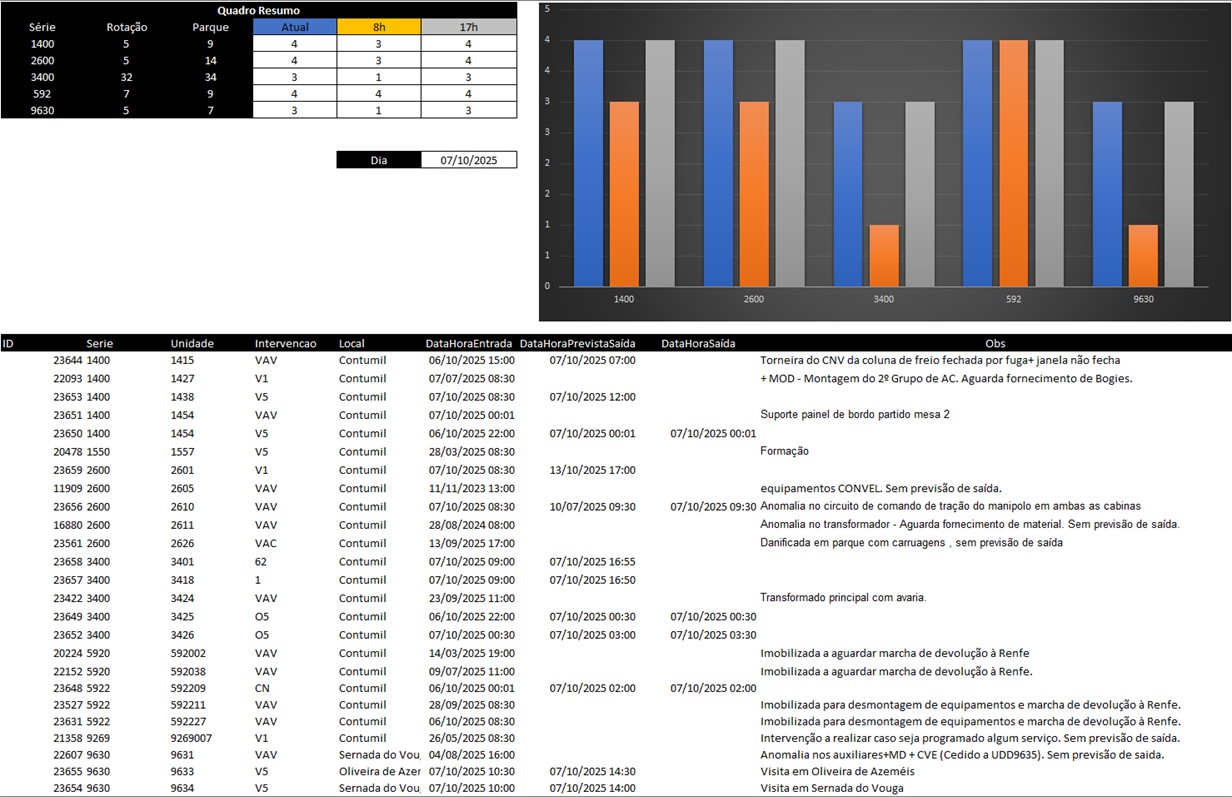 Quadro Resumo
Série Rotação Parque Atual 8h 17h
1400 5 9 4 3 4
2600 5 14 4 3 4
3400 32 34 3 1 3
592 7 9 4 4 4
9630 5 7 3 1 3
Dia 07/10/2025
5
4
4
3
3
2
2
1
1
0
1400 2600 3400 592 9630
ID Serie Unidade Intervencao Local DataHoraEntrada DataHoraPrevistaSaída DataHoraSaída Obs
23644 1400 1415 VAV Contumil 06/10/2025 15:00 07/10/2025 07:00 Torneira do CNV da coluna de freio fechada por fuga+ janela não fecha
22093 1400 1427 V1 Contumil 07/07/2025 08:30 + MOD - Montagem do 2º Grupo de AC. Aguarda fornecimento de Bogies.
23653 1400 1438 V5 Contumil 07/10/2025 08:30 07/10/2025 12:00
23651 1400 1454 VAV Contumil 07/10/2025 00:01 Suporte painel de bordo partido mesa 2
23650 1400 1454 V5 Contumil 06/10/2025 22:00 07/10/2025 00:01 07/10/2025 00:01
20478 1550 1557 V5 Contumil 28/03/2025 08:30 Formação
23659 2600 2601 V1 Contumil 07/10/2025 08:30 13/10/2025 17:00
11909 2600 2605 VAV Contumil 11/11/2023 13:00 equipamentos CONVEL. Sem previsão de saída.
23656 2600 2610 VAV Contumil 07/10/2025 08:30 10/07/2025 09:30 07/10/2025 09:30 Anomalia no circuito de comando de tração do manipolo em ambas as cabinas
16880 2600 2611 VAV Contumil 28/08/2024 08:00 Anomalia no transformador - Aguarda fornecimento de material. Sem previsão de saída.
23561 2600 2626 VAC Contumil 13/09/2025 17:00 Danificada em parque com carruagens , sem previsão de saída
23658 3400 3401 62 Contumil 07/10/2025 09:00 07/10/2025 16:55
23657 3400 3418 1 Contumil 07/10/2025 09:00 07/10/2025 16:50
23422 3400 3424 VAV Contumil 23/09/2025 11:00 Transformado principal com avaria.
23649 3400 3425 O5 Contumil 06/10/2025 22:00 07/10/2025 00:30 07/10/2025 00:30
23652 3400 3426 O5 Contumil 07/10/2025 00:30 07/10/2025 03:00 07/10/2025 03:30
20224 5920 592002 VAV Contumil 14/03/2025 19:00 Imobilizada a aguardar marcha de devolução à Renfe
22152 5920 592038 VAV Contumil 09/07/2025 11:00 Imobilizada a aguardar marcha de devolução à Renfe.
23648 5922 592209 CN Contumil 06/10/2025 00:01 07/10/2025 02:00 07/10/2025 02:00
23527 5922 592211 VAV Contumil 28/09/2025 08:30 Imobilizada para desmontagem de equipamentos e marcha de devolução à Renfe.
23631 5922 592227 VAV Contumil 06/10/2025 08:30 Imobilizada para desmontagem de equipamentos e marcha de devolução à Renfe.
21358 9269 9269007 V1 Contumil 26/05/2025 08:30 Intervenção a realizar caso seja programado algum serviço. Sem previsão de saída.
22607 9630 9631 VAV Sernada do Vou 04/08/2025 16:00 Anomalia nos auxiliares+MD + CVE (Cedido a UDD9635). Sem previsão de saida.
23655 9630 9633 V5 Oliveira de Azer 07/10/2025 10:30 07/10/2025 14:30 Visita em Oliveira de Azeméis
23654 9630 9634 V5 Sernada do Vou 07/10/2025 10:00 07/10/2025 14:00 Visita em Sernada do Vouga